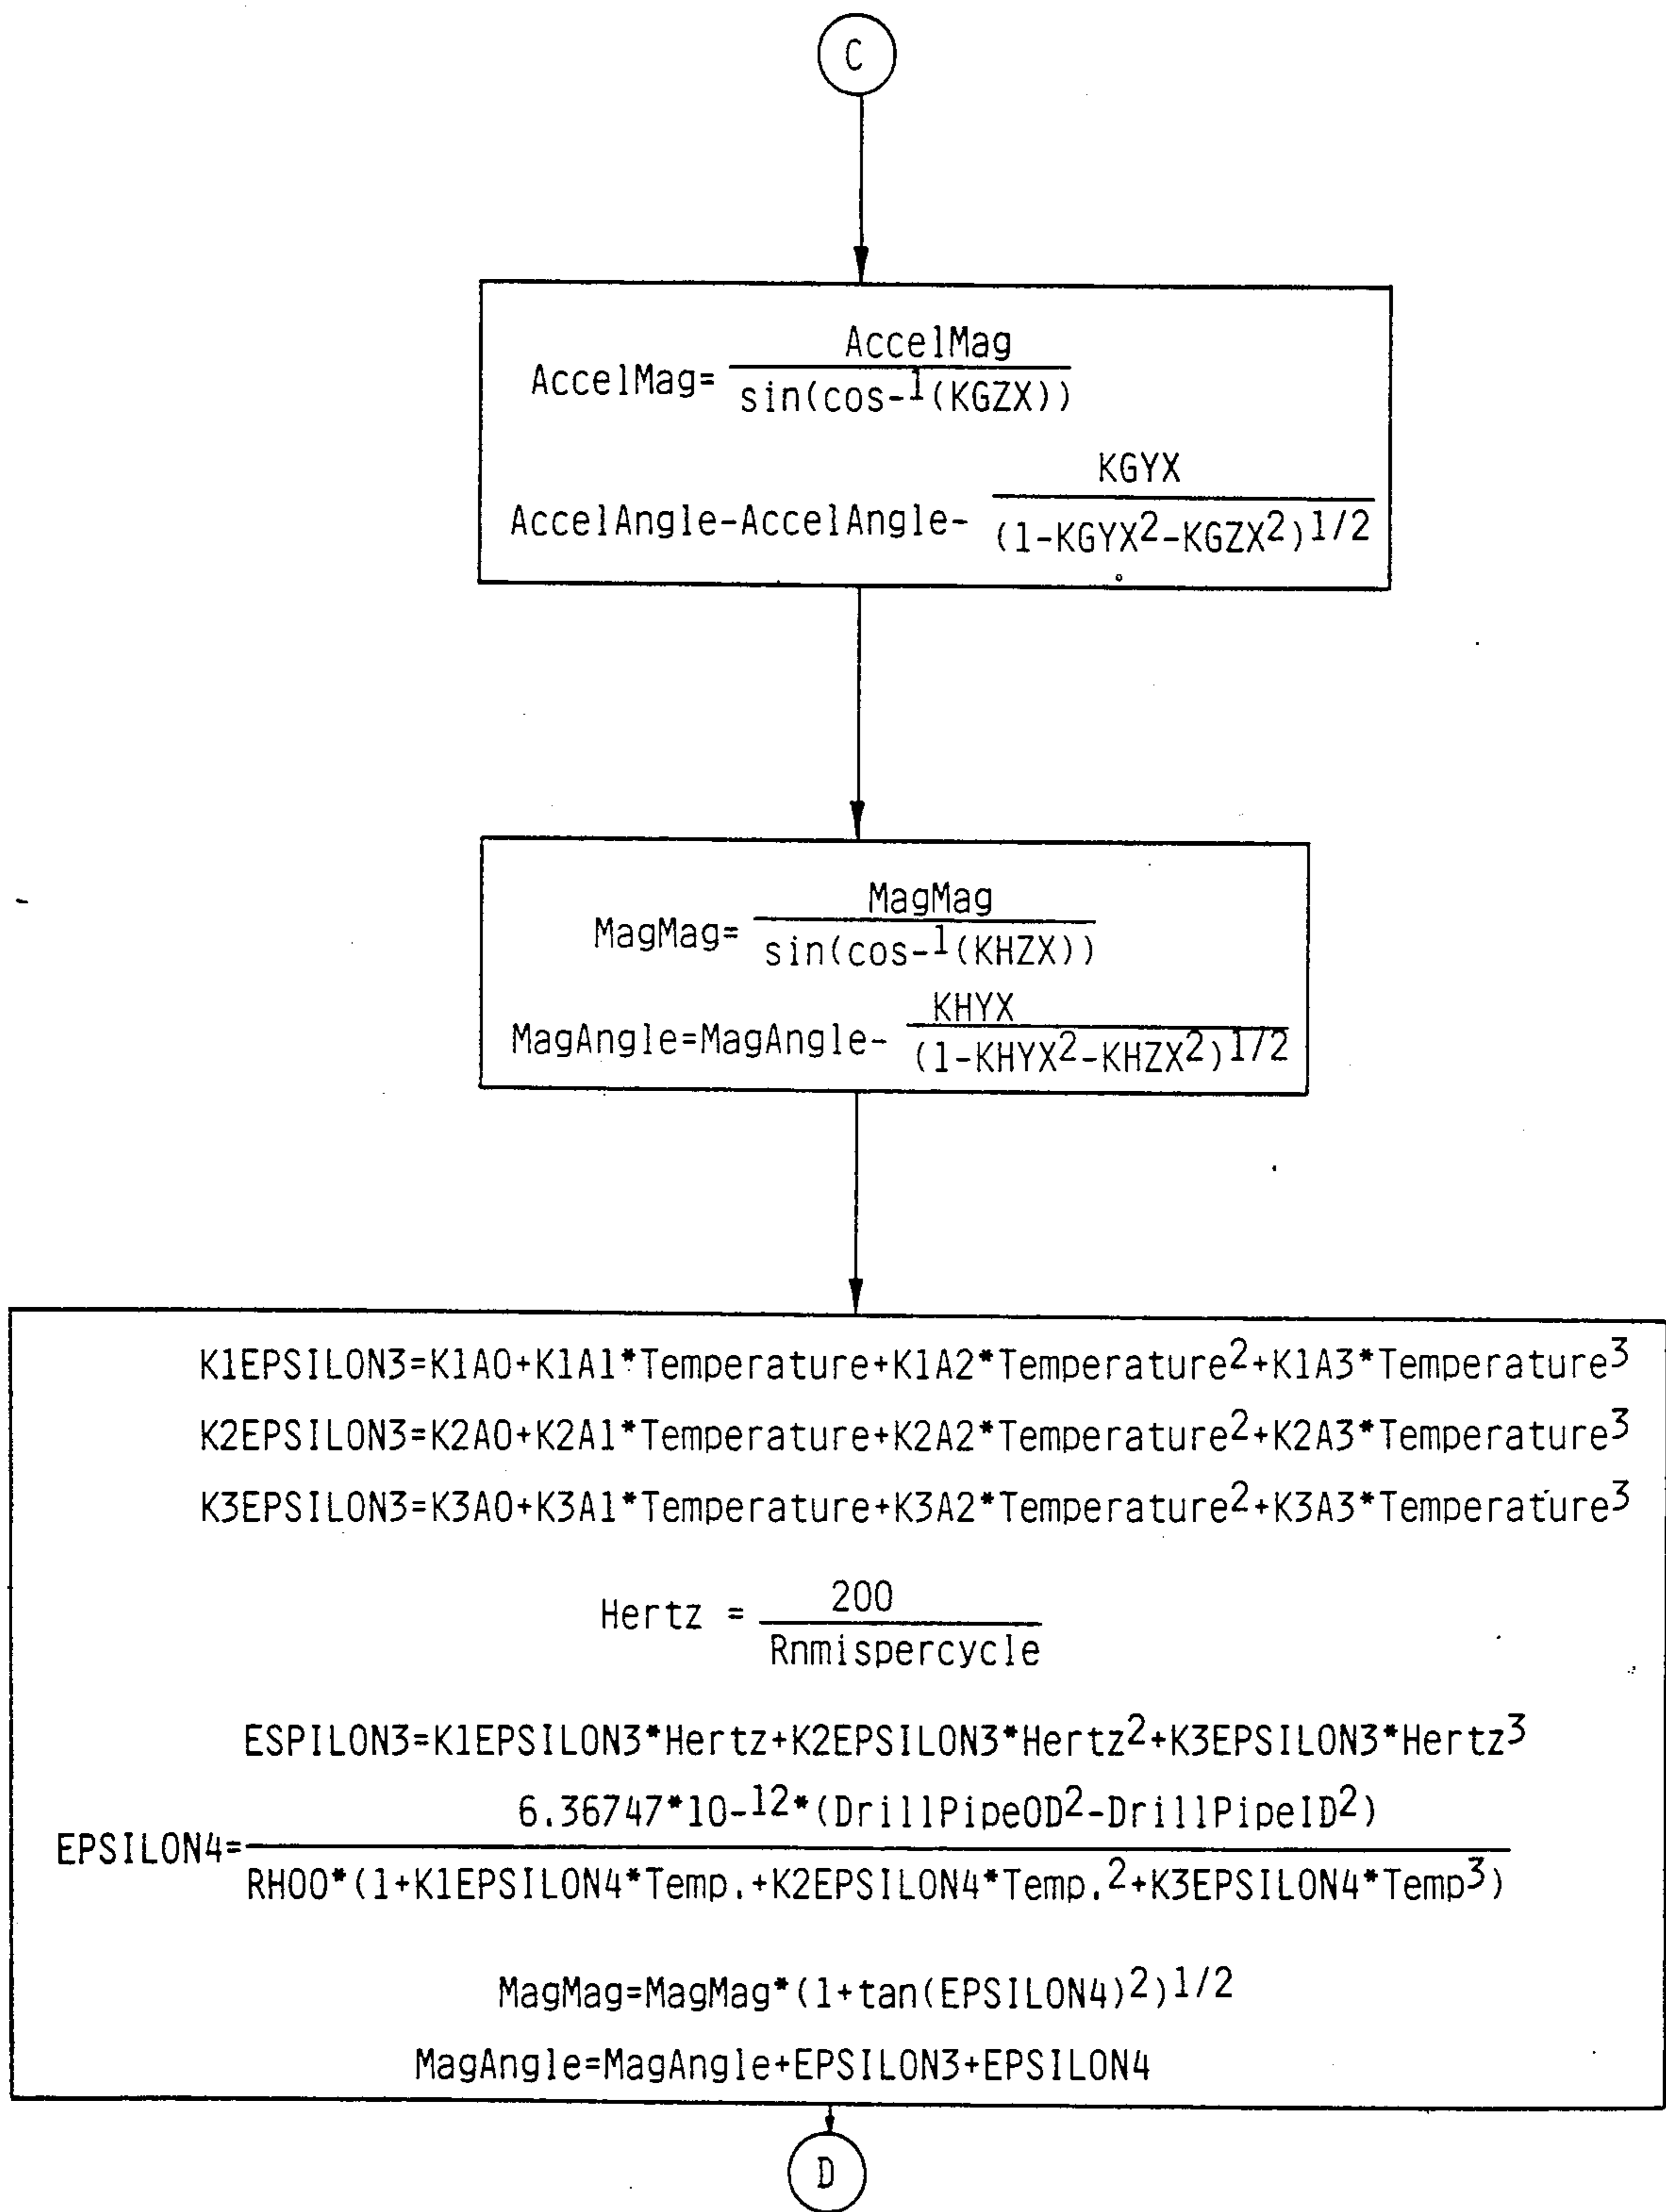 C
AccelMag= AccelMag / sin(cos-¹(KGZX))
AccelAngle-AccelAngle- KGYX / (1-KGYX²-KGZX²)¹/²
MagMag= MagMag / sin(cos-¹(KHZX))
MagAngle=MagAngle- KHYX / (1-KHYX²-KHZX²)¹/²
K1EPSILON3=K1A0+K1A1*Temperature+K1A2*Temperature²+K1A3*Temperature³
K2EPSILON3=K2A0+K2A1*Temperature+K2A2*Temperature²+K2A3*Temperature³
K3EPSILON3=K3A0+K3A1*Temperature+K3A2*Temperature²+K3A3*Temperature³
Hertz = 200 / Rnmispercycle
ESPILON3=K1EPSILON3*Hertz+K2EPSILON3*Hertz²+K3EPSILON3*Hertz³
EPSILON4= 6.36747*10-¹²*(DrillPipeOD²-DrillPipeID²) / RHO0*(1+K1EPSILON4*Temp.+K2EPSILON4*Temp.²+K3EPSILON4*Temp³)
MagMag=MagMag*(1+tan(EPSILON4)²)¹/²
MagAngle=MagAngle+EPSILON3+EPSILON4
D